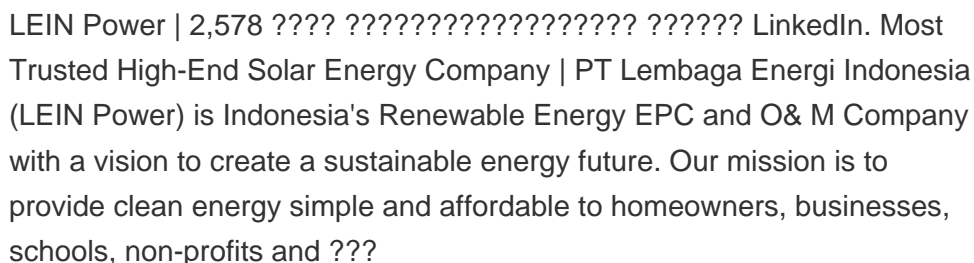 LEIN Power | 2,578 ???? ?????????????????? ?????? LinkedIn. Most
Trusted High-End Solar Energy Company | PT Lembaga Energi Indonesia
(LEIN Power) is Indonesia's Renewable Energy EPC and O& M Company
with a vision to create a sustainable energy future. Our mission is to
provide clean energy simple and affordable to homeowners, businesses,
schools, non-profits and ???